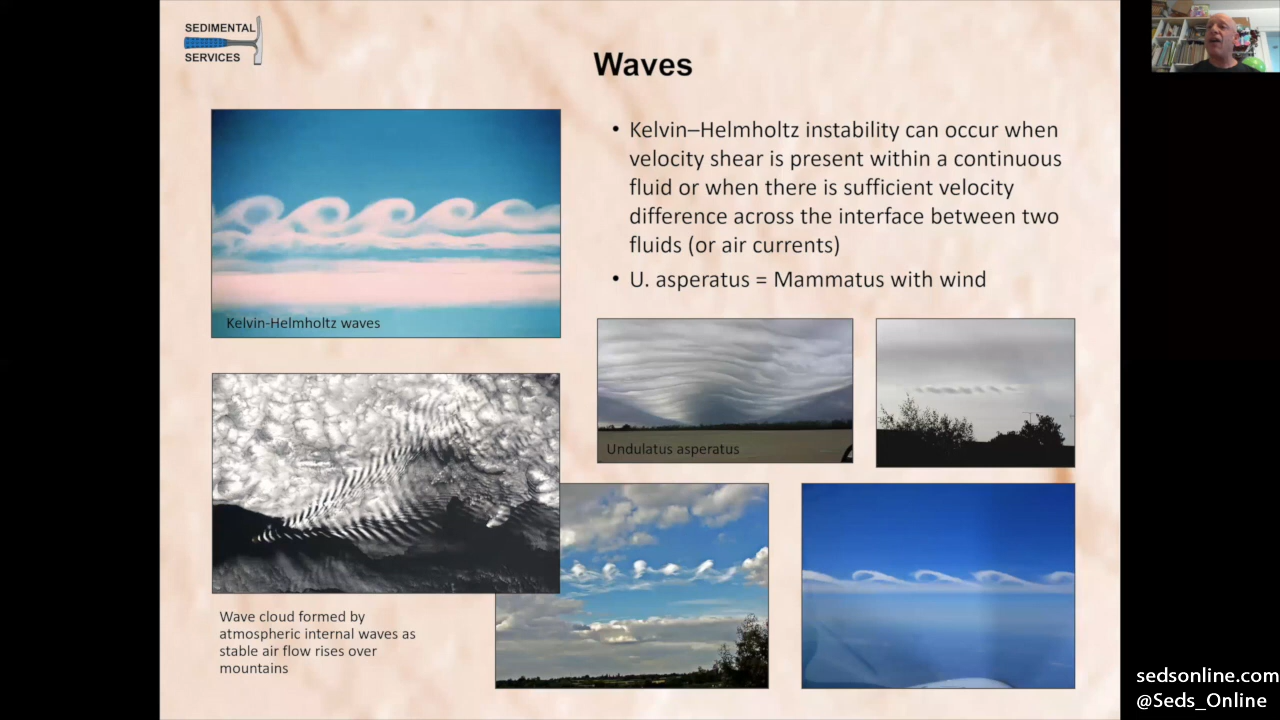 SEDIMENTAL
SERVICES
Waves
• Kelvin–Helmholtz instability can occur when
velocity shear is present within a continuous
fluid or when there is sufficient velocity
difference across the interface between two
fluids (or air currents)
• U. asperatus = Mammatus with wind
Kelvin-Helmholtz waves
Undulatus asperatus
Wave cloud formed by
atmospheric internal waves as
stable air flow rises over
mountains
sedsonline.com
@Seds_Online